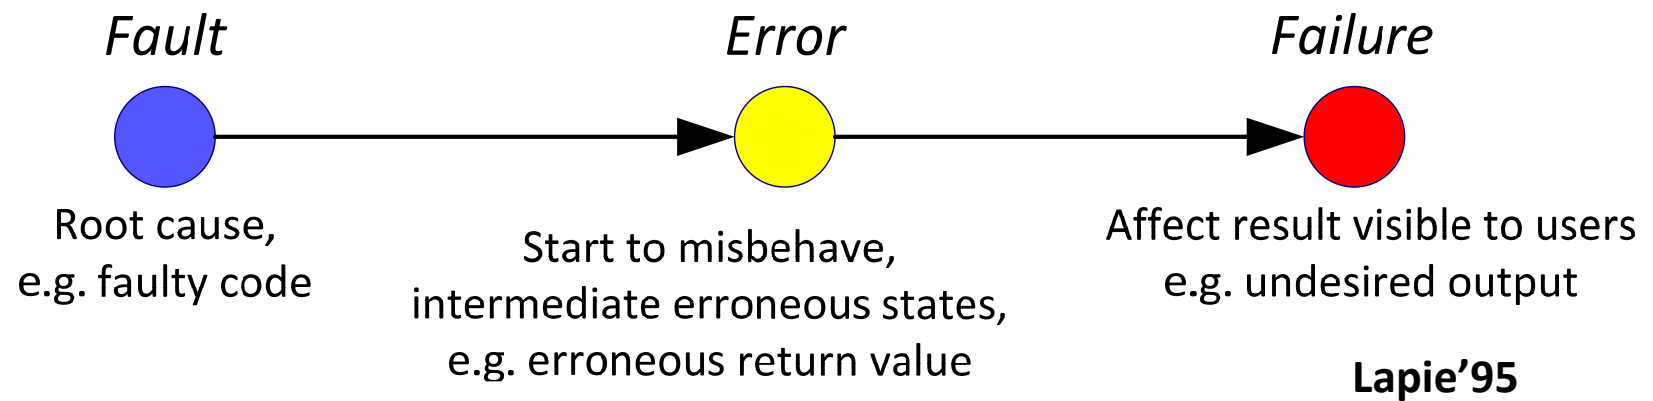 Fault
Error
Failure
Root cause,
e.g. faulty code
Start to misbehave,
intermediate erroneous states,
e.g. erroneous return value
Affect result visible to users
e.g. undesired output
Lapie’95